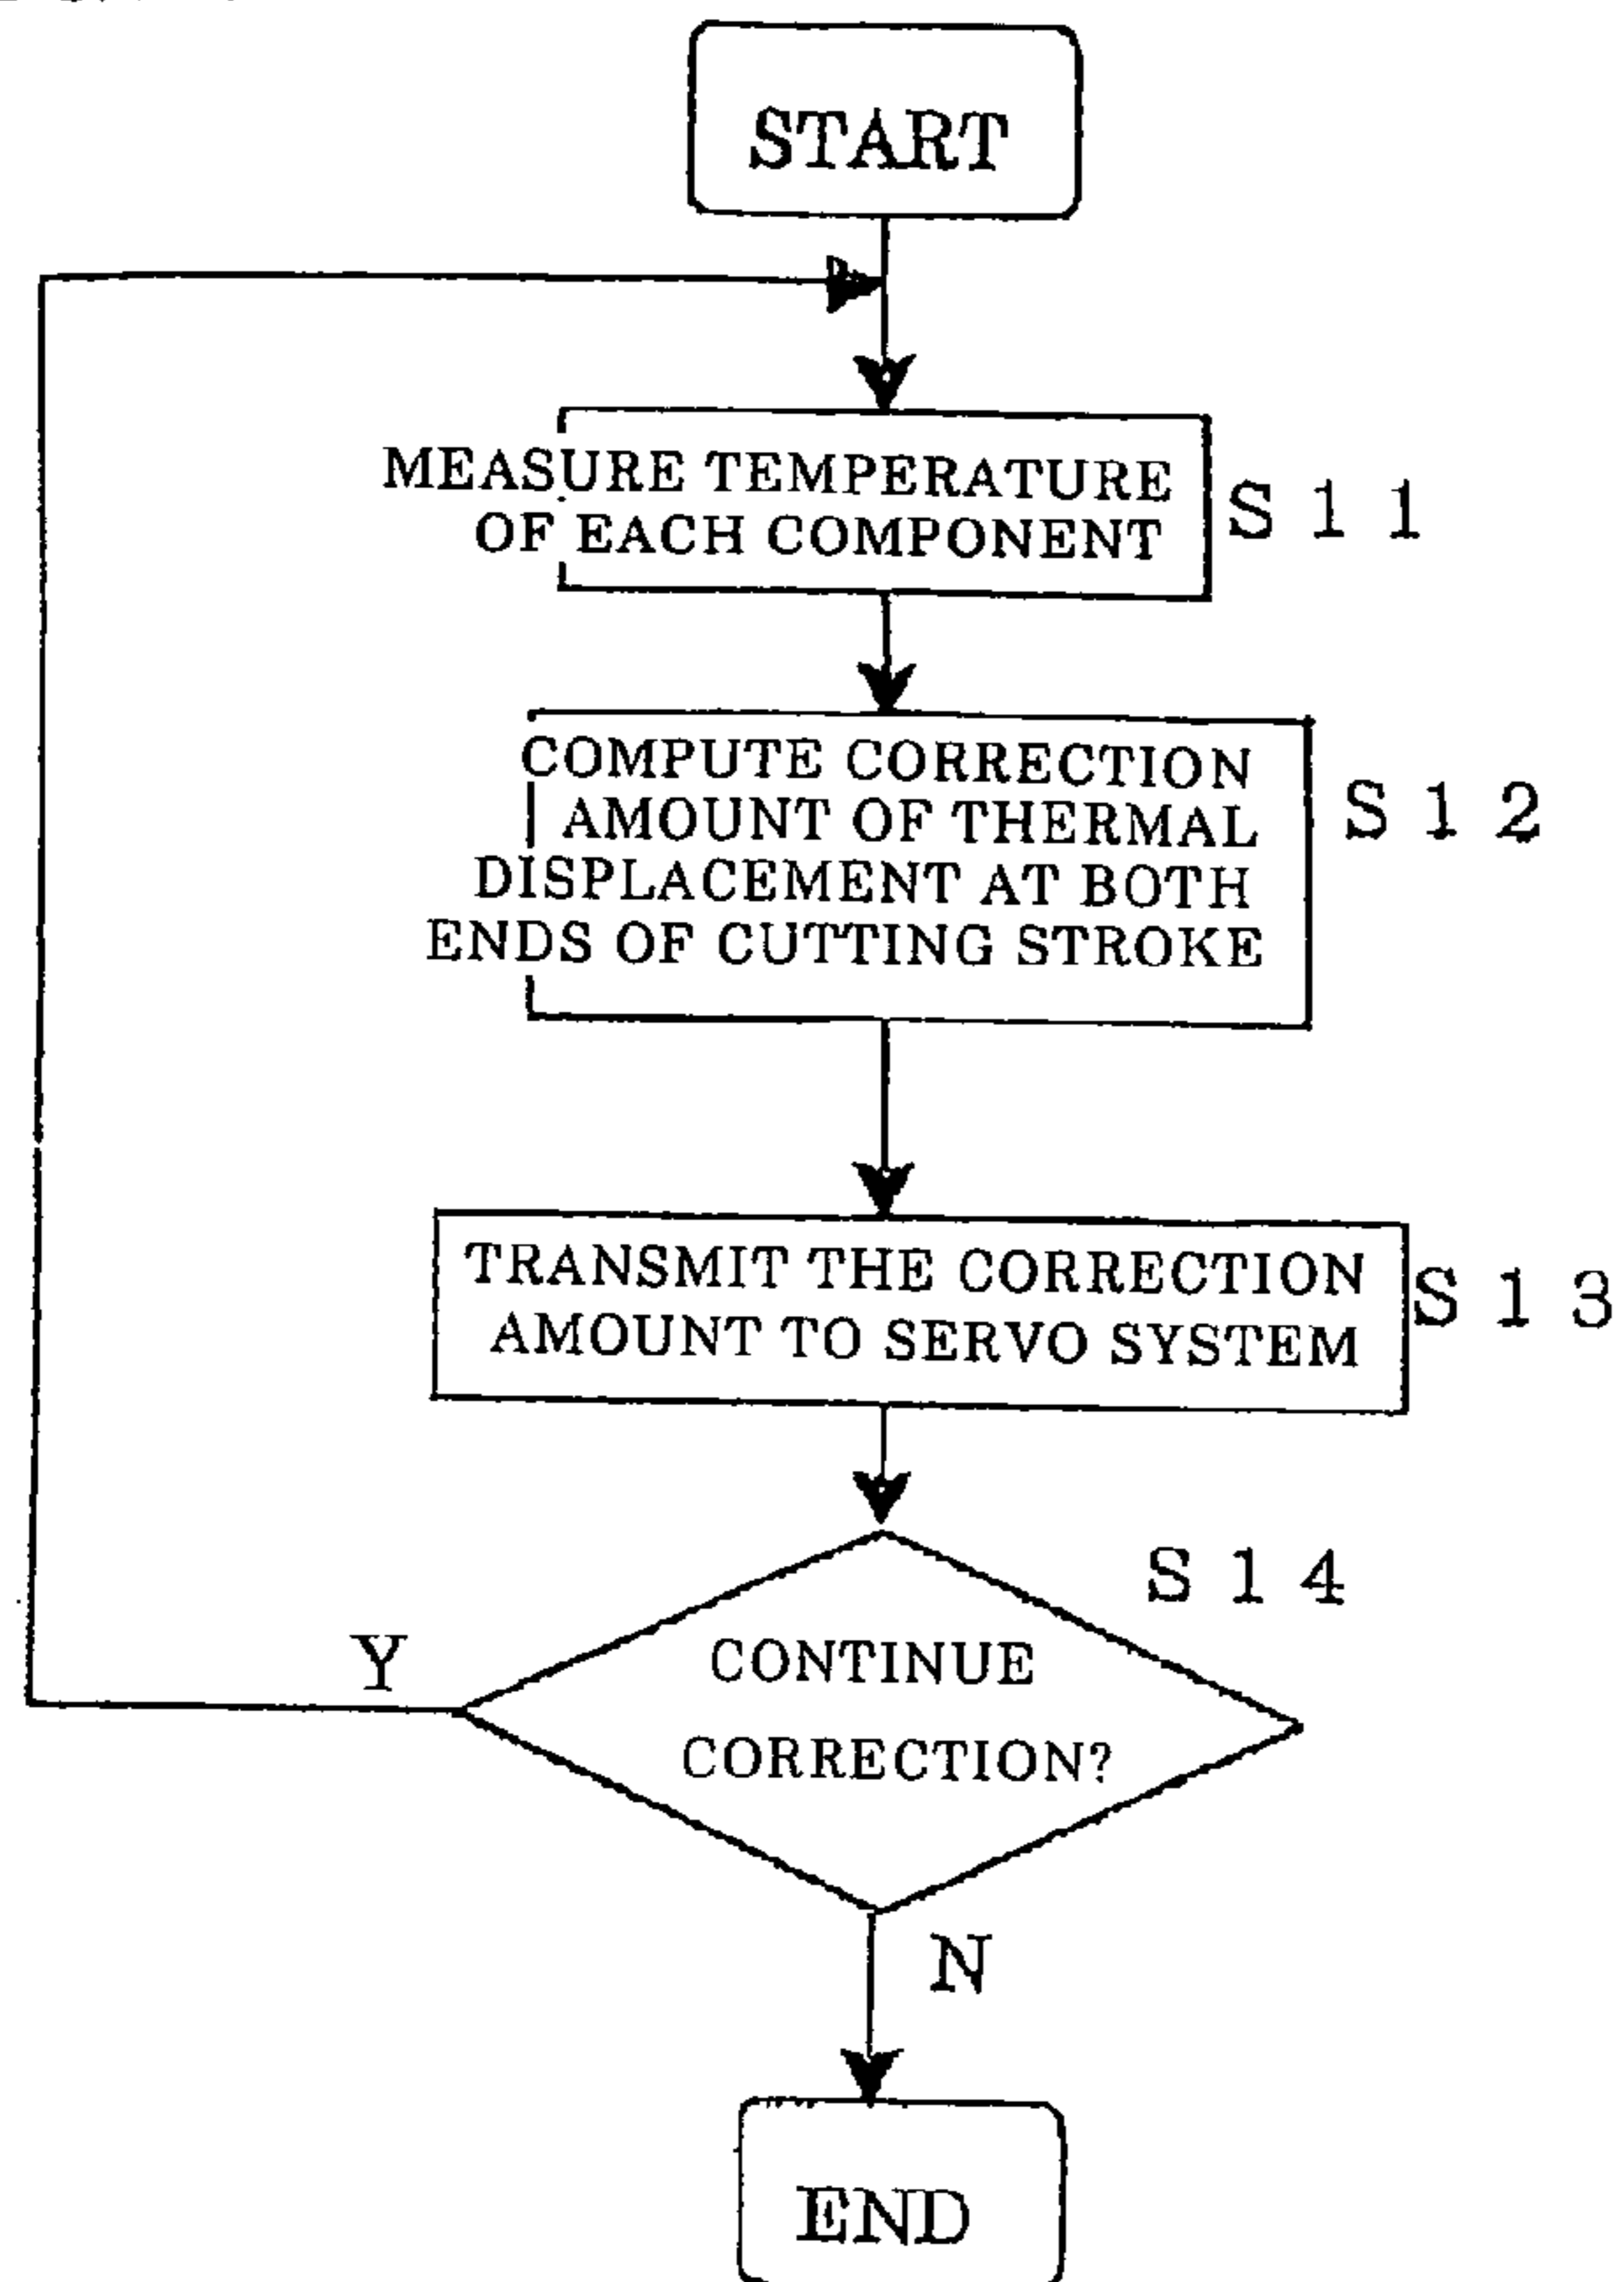 START
MEASURE TEMPERATURE
OF EACH COMPONENT
S 1 1
COMPUTE CORRECTION
AMOUNT OF THERMAL
DISPLACEMENT AT BOTH
ENDS OF CUTTING STROKE
S 1 2
TRANSMIT THE CORRECTION
AMOUNT TO SERVO SYSTEM
S 1 3
S 1 4
CONTINUE
CORRECTION?
Y
N
END